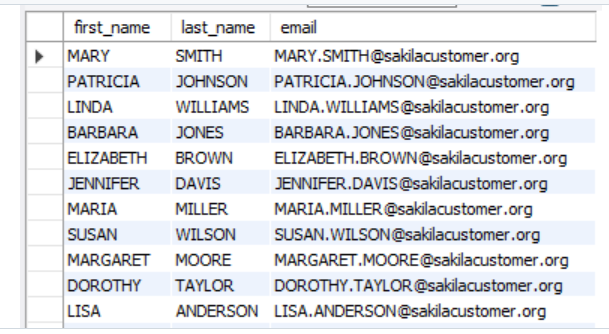 first_name last_name email
MARY SMITH MARY.SMITH@sakilacustomer.org
PATRICIA JOHNSON PATRICIA.JOHNSON@sakilacustomer.org
LINDA WILLIAMS LINDA.WILLIAMS@sakilacustomer.org
BARBARA JONES BARBARA.JONES@sakilacustomer.org
ELIZABETH BROWN ELIZABETH.BROWN@sakilacustomer.org
JENNIFER DAVIS JENNIFER.DAVIS@sakilacustomer.org
MARIA MILLER MARIA.MILLER@sakilacustomer.org
SUSAN WILSON SUSAN.WILSON@sakilacustomer.org
MARGARET MOORE MARGARET.MOORE@sakilacustomer.org
DOROTHY TAYLOR DOROTHY.TAYLOR@sakilacustomer.org
LISA ANDERSON LISA.ANDERSON@sakilacustomer.org